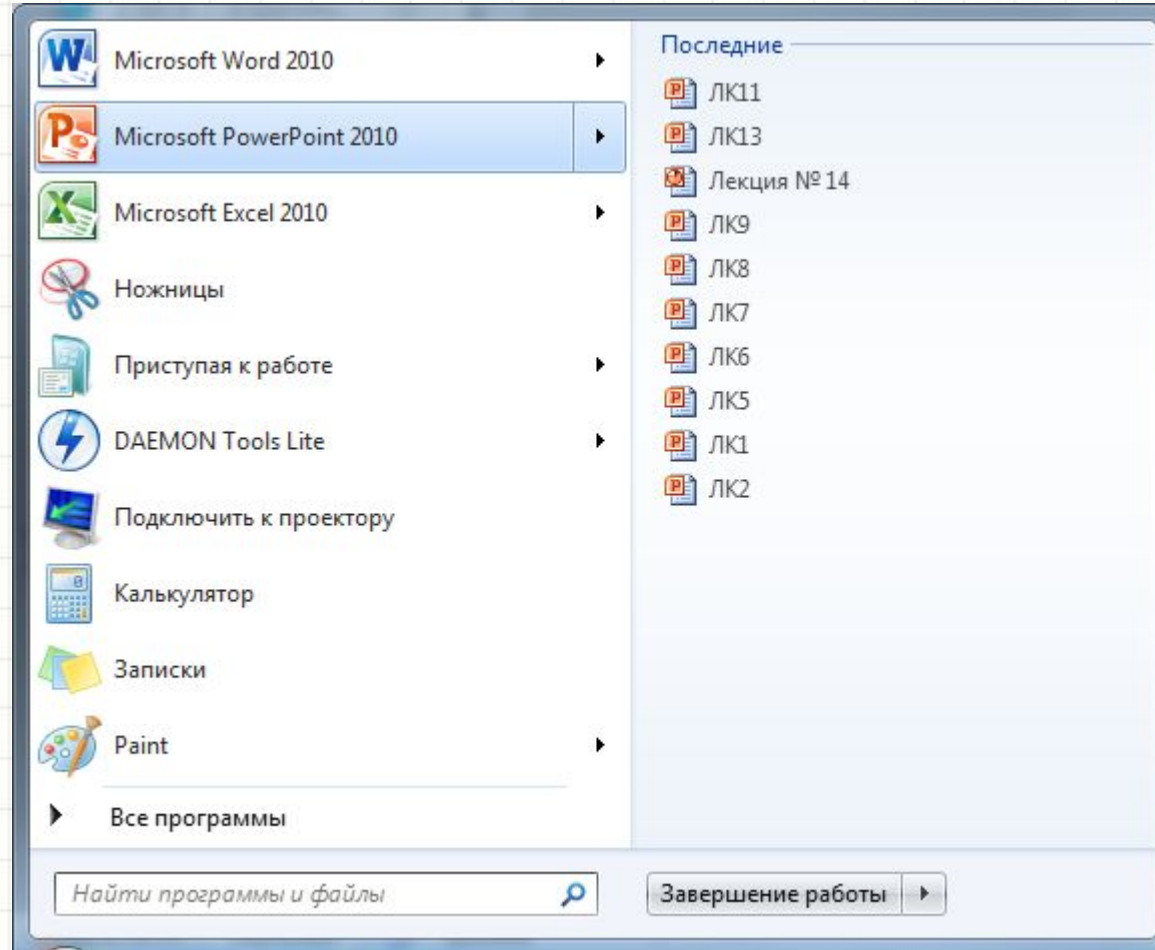 Microsoft Word 2010
Microsoft PowerPoint 2010
Microsoft Excel 2010
Ножницы
Приступая к работе
DAEMON Tools Lite
Подключить к проектору
Калькулятор
Записки
Paint
Все программы
Найти программы и файлы
Последние
ЛК11
ЛК13
Лекция № 14
ЛК9
ЛК8
ЛК7
ЛК6
ЛК5
ЛК1
ЛК2
Завершение работы